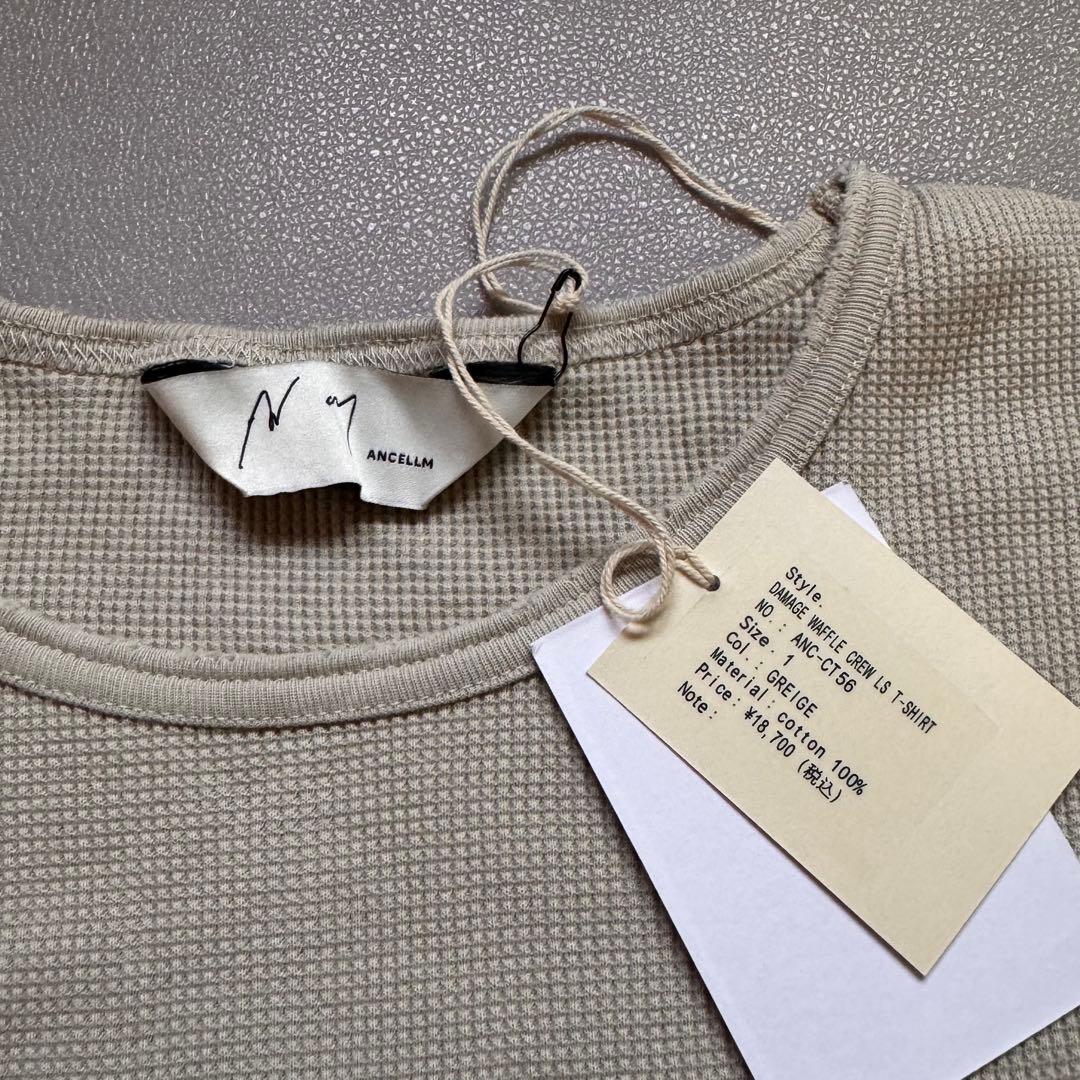 ANCELLM
Style.
DAMAGE WAFFLE CREW LS T-SHIRT
NO. : ANC-CT56
Size. 1
Col. : GREIGE
Material : cotton 100%
Price: ¥18,700 (税込)
Note :